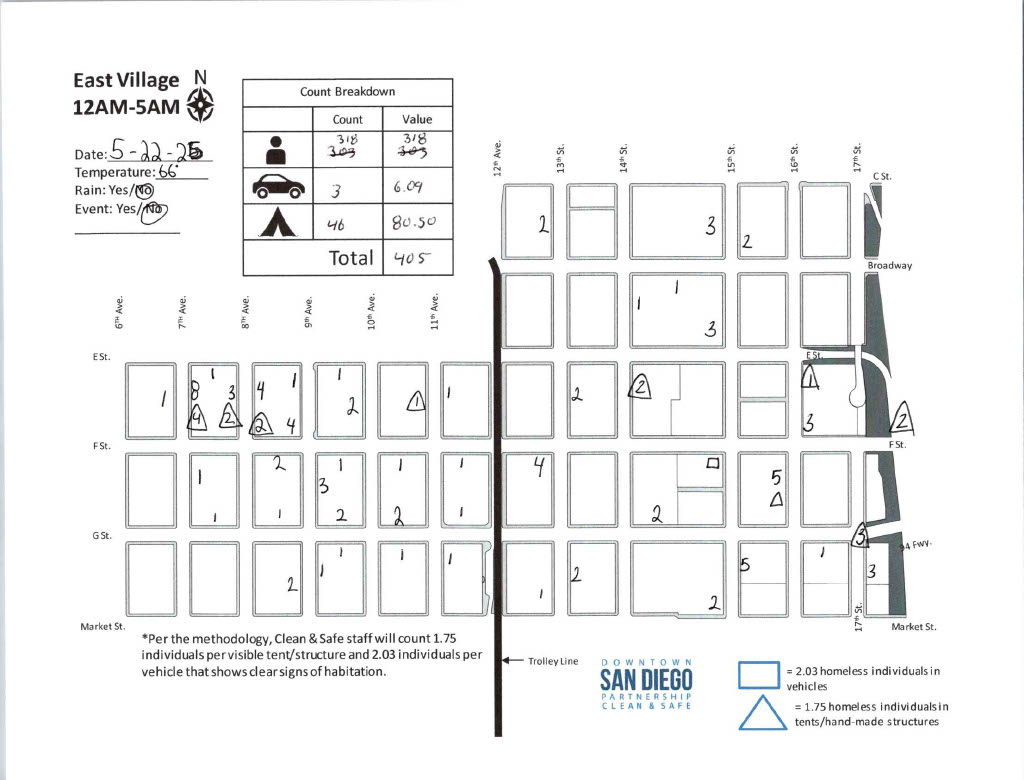 East Village N
12AM-5AM
Date: 5-22-25
Temperature: 66°
Rain: Yes/No
Event: Yes/No
Count Breakdown
Count Value
318 318
303 303
3 6.09
46 80.50
Total 405
12th Ave. 13th St. 14th St. 15th St. 16th St. 17th St.
C St.
2 3 2
Broadway
6TH Ave. 7TH Ave. 8TH Ave. 9th Ave. 10th Ave. 11th Ave.
1 1 3
E St. E St.
1 8 1 3 4 2 4 1 2 4 1 2 1 1 2 2 1 3 2
F St. F St.
1 1 2 1 1 3 2 1 2 1 1 4 2 5
G St. 3 94 FWY.
2 1 1 1 1 1 2 2 5 1 3
Market St. 17th St. Market St.
*Per the methodology, Clean & Safe staff will count 1.75
individuals per visible tent/structure and 2.03 individuals per
vehicle that shows clear signs of habitation.
Trolley Line
DOWNTOWN
SAN DIEGO
PARTNERSHIP
CLEAN & SAFE
= 2.03 homeless individuals in
vehicles
= 1.75 homeless individuals in
tents/hand-made structures